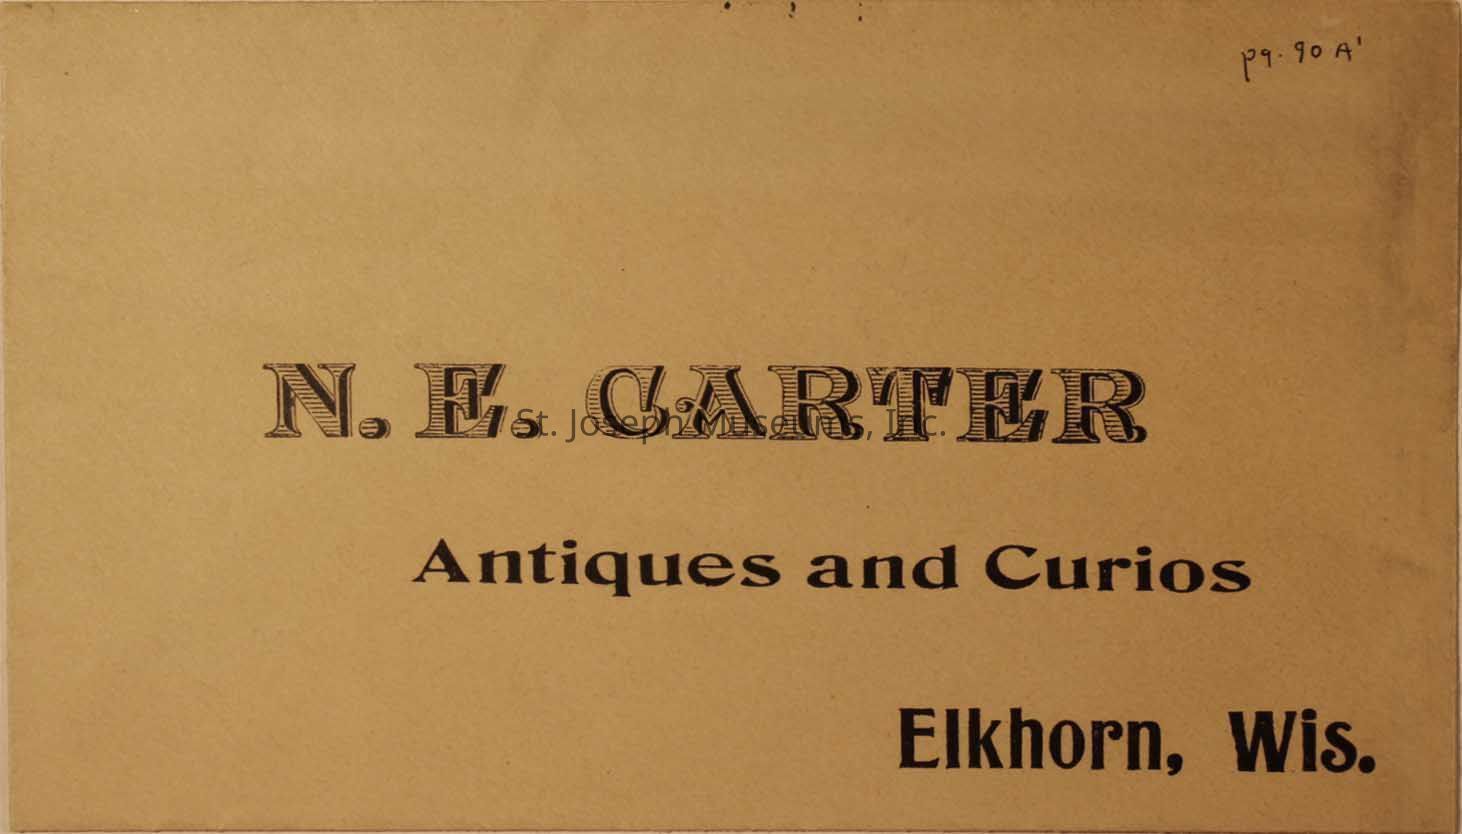 pg. 90 A'
N. E. CARTER
St. Joseph Museums, Inc.
Antiques and Curios
Elkhorn, Wis.